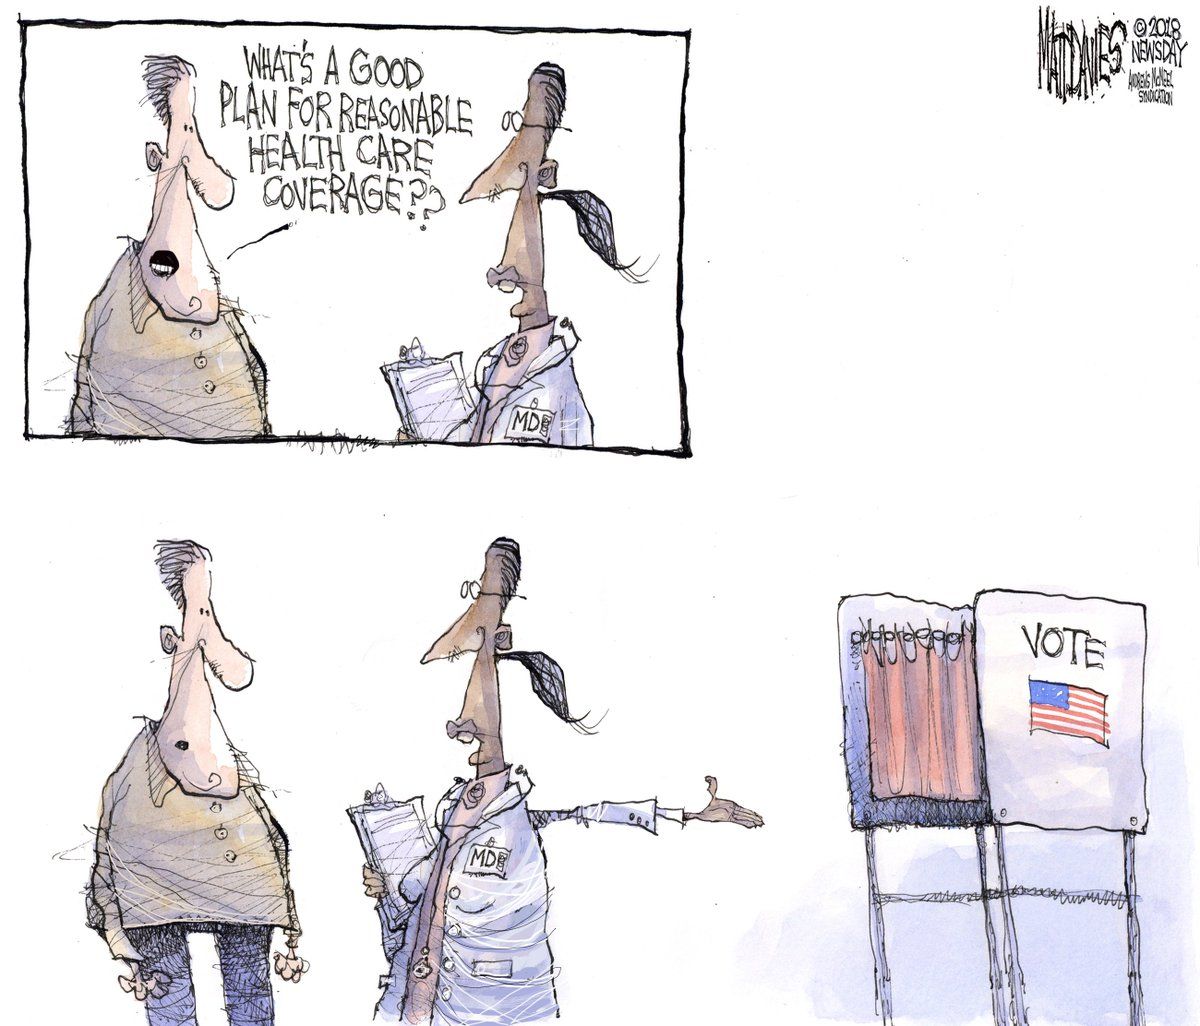 WHAT'S A GOOD
PLAN FOR REASONABLE
HEALTH CARE
COVERAGE??
MD
MATT DAVIES
© 2018
NEWSDAY
ANDREWS McMEEL
SYNDICATION
MD
VOTE